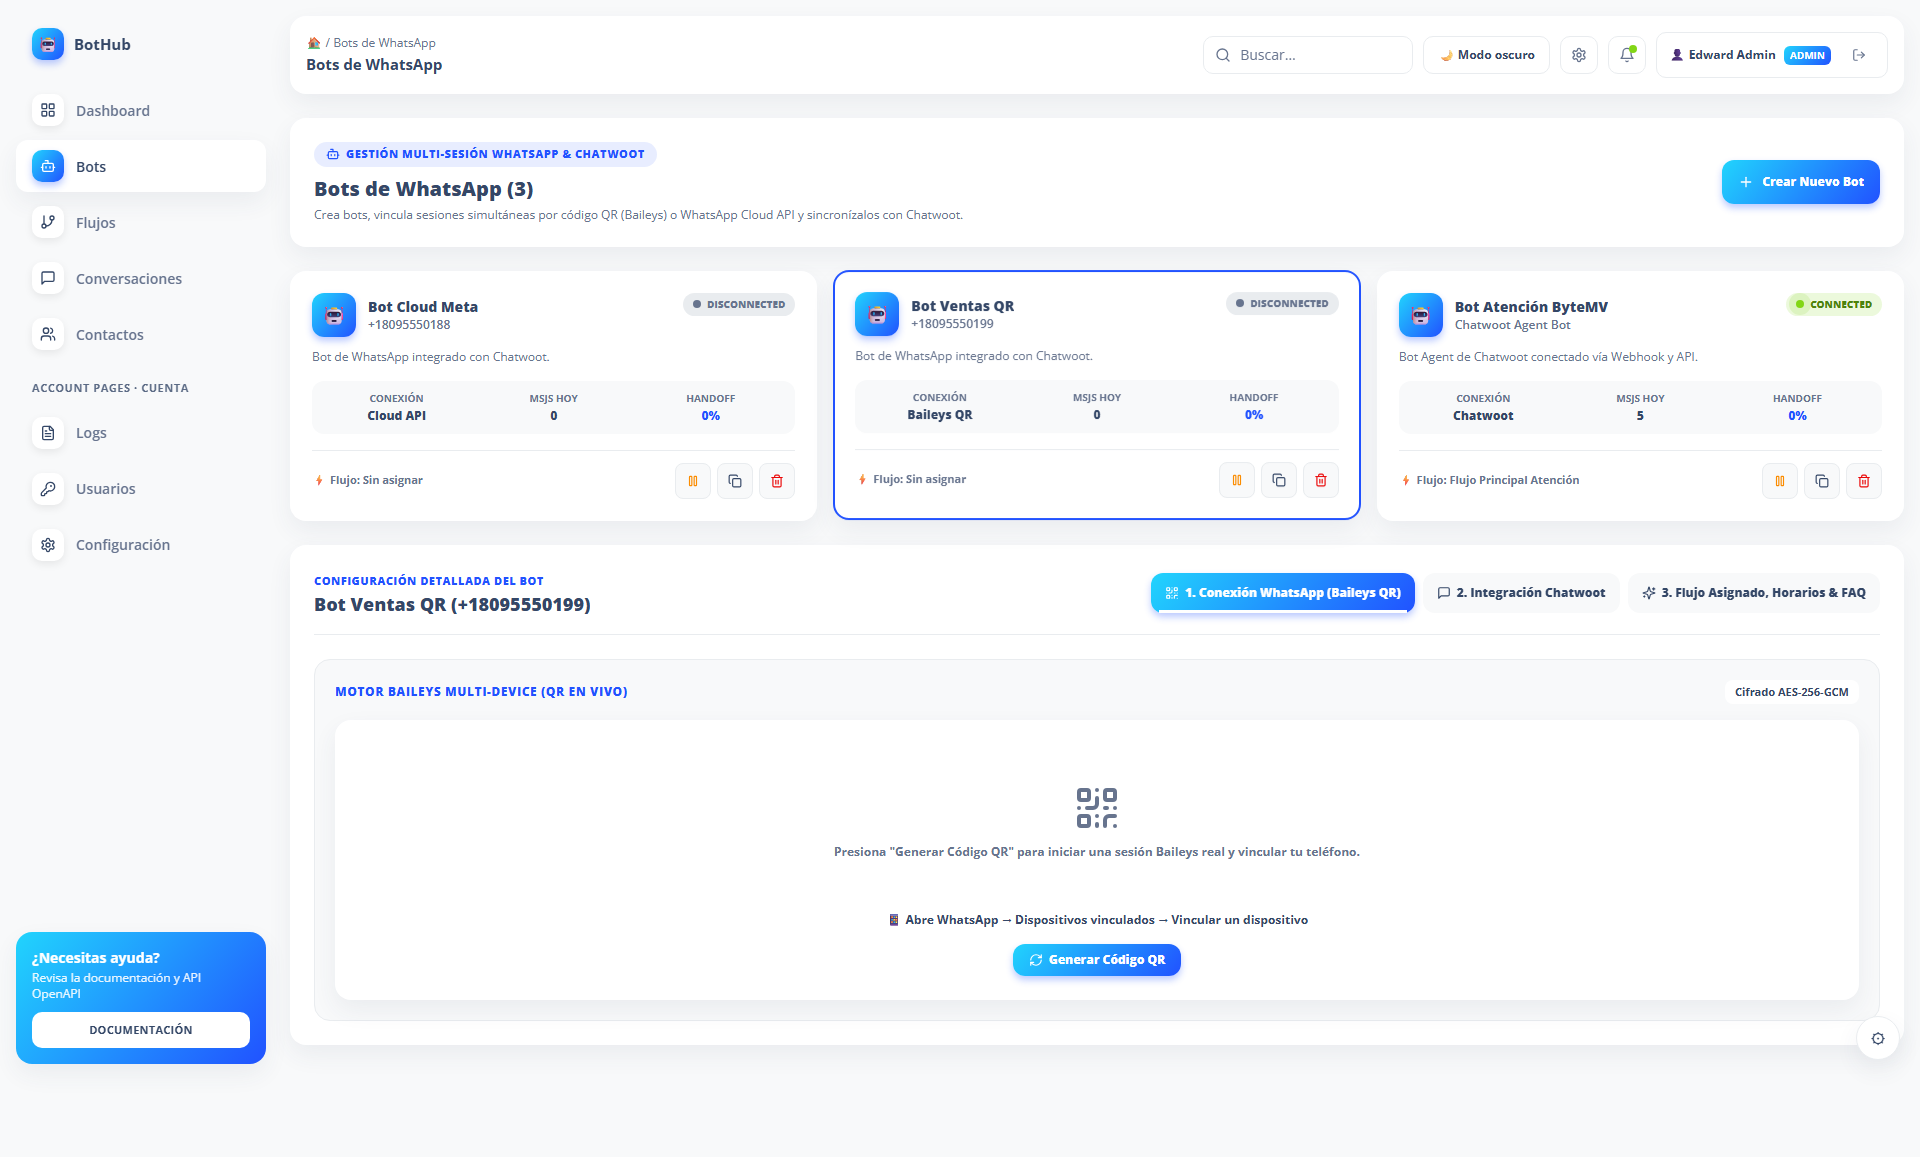 BotHub
Dashboard
Bots
Flujos
Conversaciones
Contactos
ACCOUNT PAGES · CUENTA
Logs
Usuarios
Configuración
¿Necesitas ayuda?
Revisa la documentación y API
OpenAPI
DOCUMENTACIÓN
/ Bots de WhatsApp
Bots de WhatsApp
Buscar...
Modo oscuro
Edward Admin
ADMIN
GESTIÓN MULTI-SESIÓN WHATSAPP & CHATWOOT
Bots de WhatsApp (3)
Crea bots, vincula sesiones simultáneas por código QR (Baileys) o WhatsApp Cloud API y sincronízalos con Chatwoot.
Crear Nuevo Bot
Bot Cloud Meta
+18095550188
DISCONNECTED
Bot de WhatsApp integrado con Chatwoot.
CONEXIÓN MSJS HOY HANDOFF
Cloud API 0 0%
Flujo: Sin asignar
Bot Ventas QR
+18095550199
DISCONNECTED
Bot de WhatsApp integrado con Chatwoot.
CONEXIÓN MSJS HOY HANDOFF
Baileys QR 0 0%
Flujo: Sin asignar
Bot Atención ByteMV
Chatwoot Agent Bot
CONNECTED
Bot Agent de Chatwoot conectado vía Webhook y API.
CONEXIÓN MSJS HOY HANDOFF
Chatwoot 5 0%
Flujo: Flujo Principal Atención
CONFIGURACIÓN DETALLADA DEL BOT
Bot Ventas QR (+18095550199)
1. Conexión WhatsApp (Baileys QR)
2. Integración Chatwoot
3. Flujo Asignado, Horarios & FAQ
MOTOR BAILEYS MULTI-DEVICE (QR EN VIVO)
Cifrado AES-256-GCM
Presiona "Generar Código QR" para iniciar una sesión Baileys real y vincular tu teléfono.
Abre WhatsApp → Dispositivos vinculados → Vincular un dispositivo
Generar Código QR